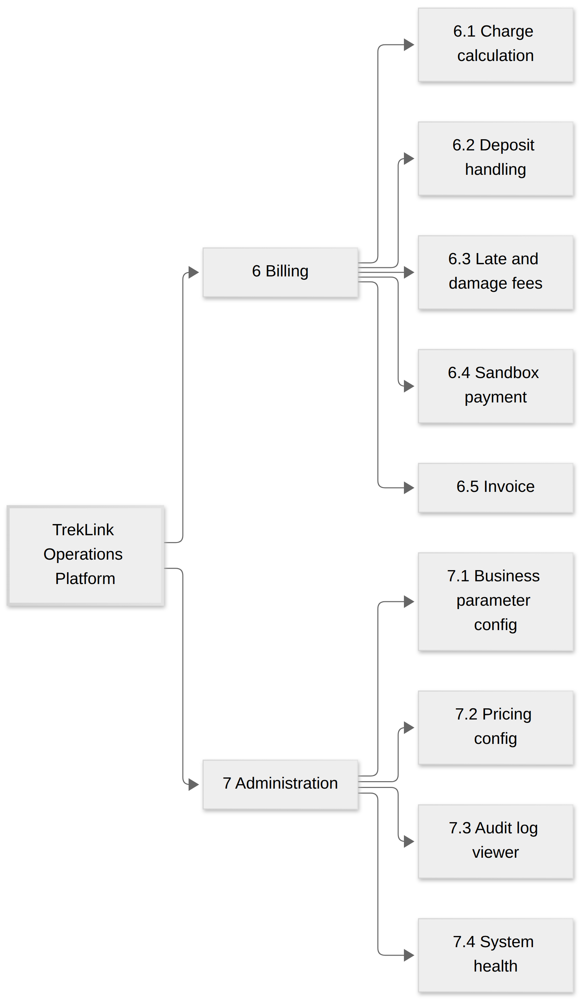 TrekLink
Operations
Platform
6 Billing
6.1 Charge
calculation
6.2 Deposit
handling
6.3 Late and
damage fees
6.4 Sandbox
payment
6.5 Invoice
7 Administration
7.1 Business
parameter
config
7.2 Pricing
config
7.3 Audit log
viewer
7.4 System
health